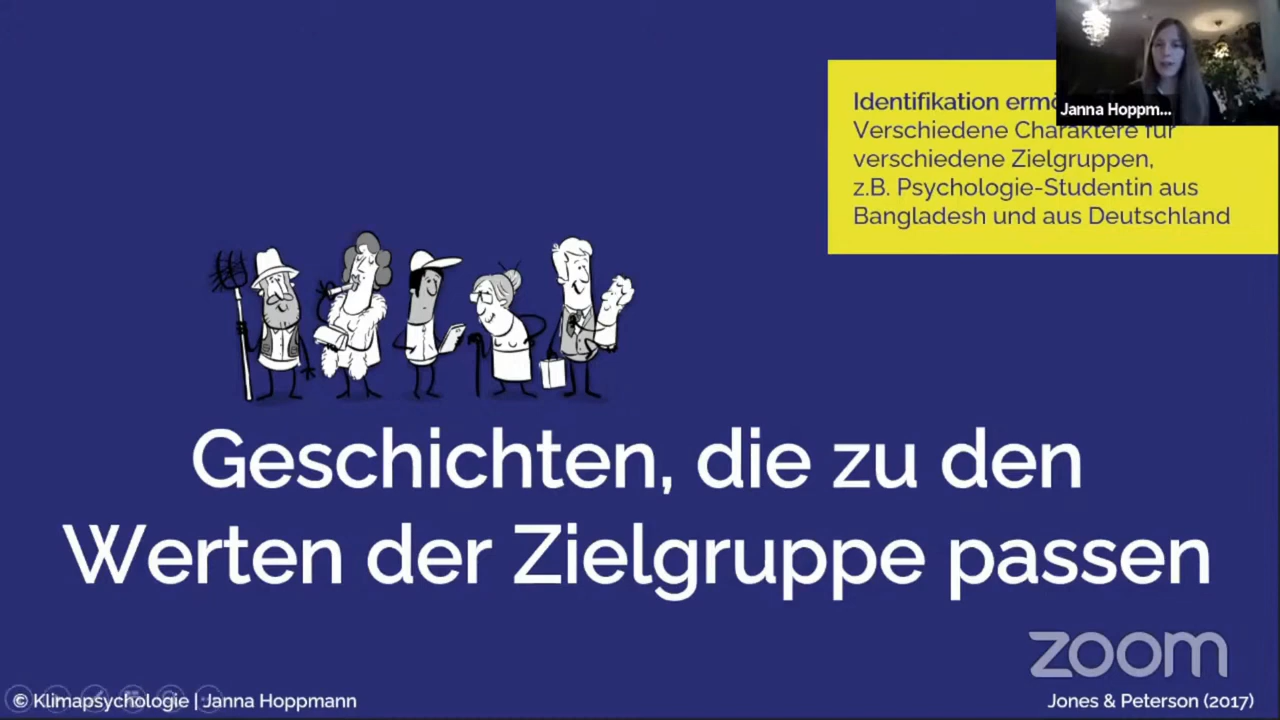 Identifikation
Janna Hoppm...
Verschiedene Charaktere für
verschiedene Zielgruppen,
z.B. Psychologie-Studentin aus
Bangladesh und aus Deutschland
Geschichten, die zu den
Werten der Zielgruppe passen
zoom
© Klimapsychologie | Janna Hoppmann
Jones & Peterson (2017)